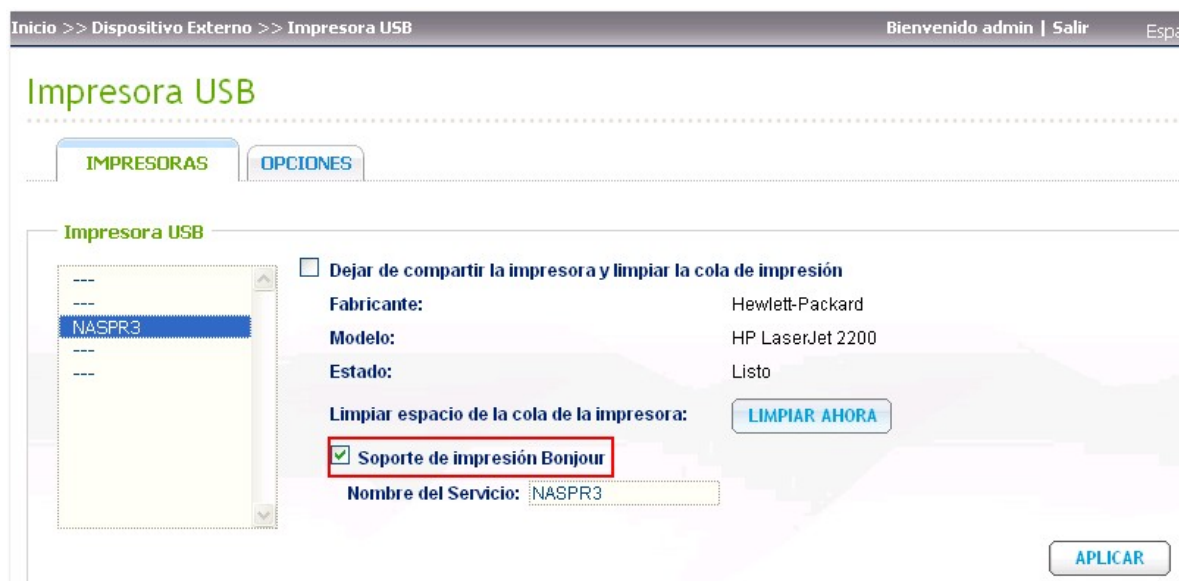 Inicio >> Dispositivo Externo >> Impresora USB Bienvenido admin | Salir Espa
Impresora USB
IMPRESORAS OPCIONES
Impresora USB
---
---
NASPR3
---
---
Dejar de compartir la impresora y limpiar la cola de impresión
Fabricante: Hewlett-Packard
Modelo: HP LaserJet 2200
Estado: Listo
Limpiar espacio de la cola de la impresora: LIMPIAR AHORA
Soporte de impresión Bonjour
Nombre del Servicio: NASPR3
APLICAR